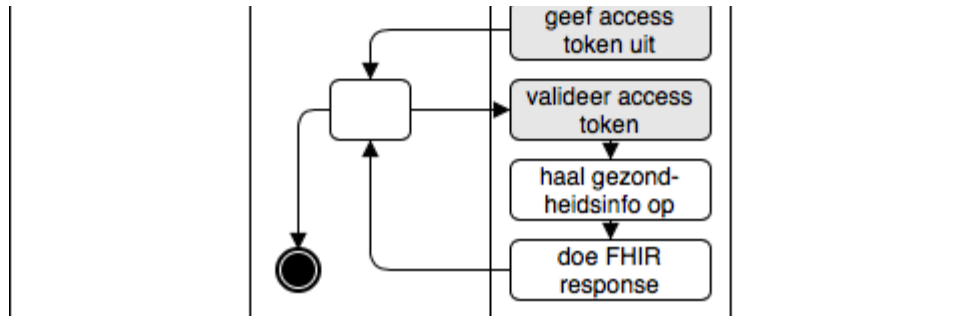 geef access
token uit
valideer access
token
haal gezond-
heidsinfo op
doe FHIR
response